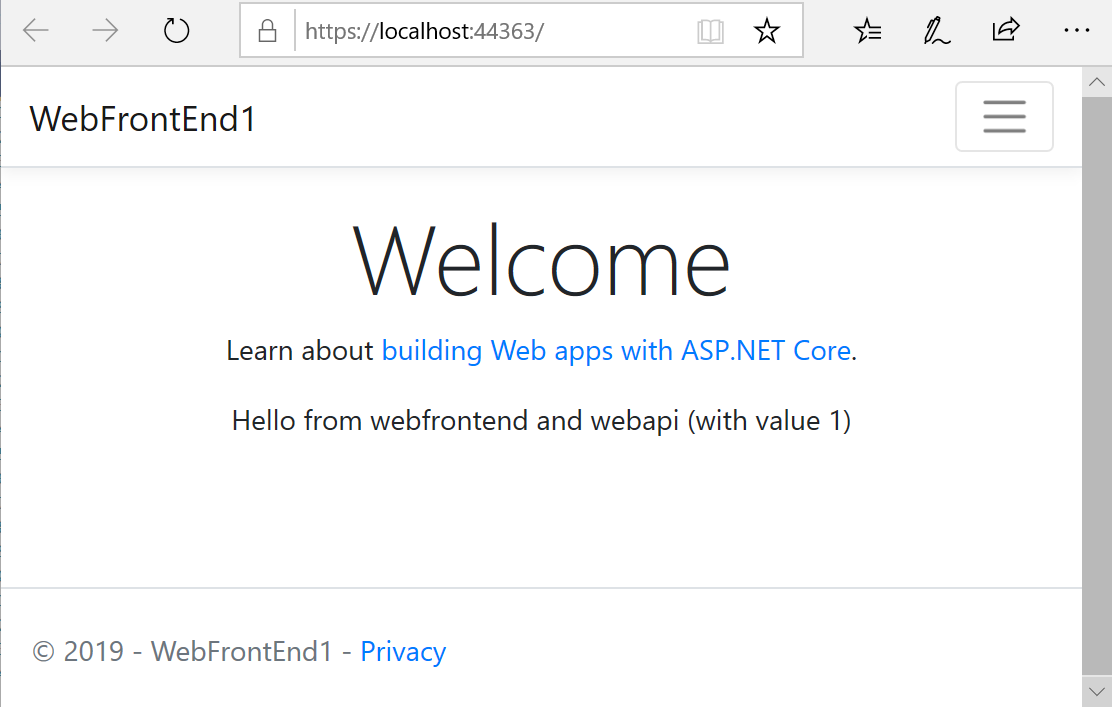 https://localhost:44363/
WebFrontEnd1
Welcome
Learn about building Web apps with ASP.NET Core.
Hello from webfrontend and webapi (with value 1)
© 2019 - WebFrontEnd1 - Privacy